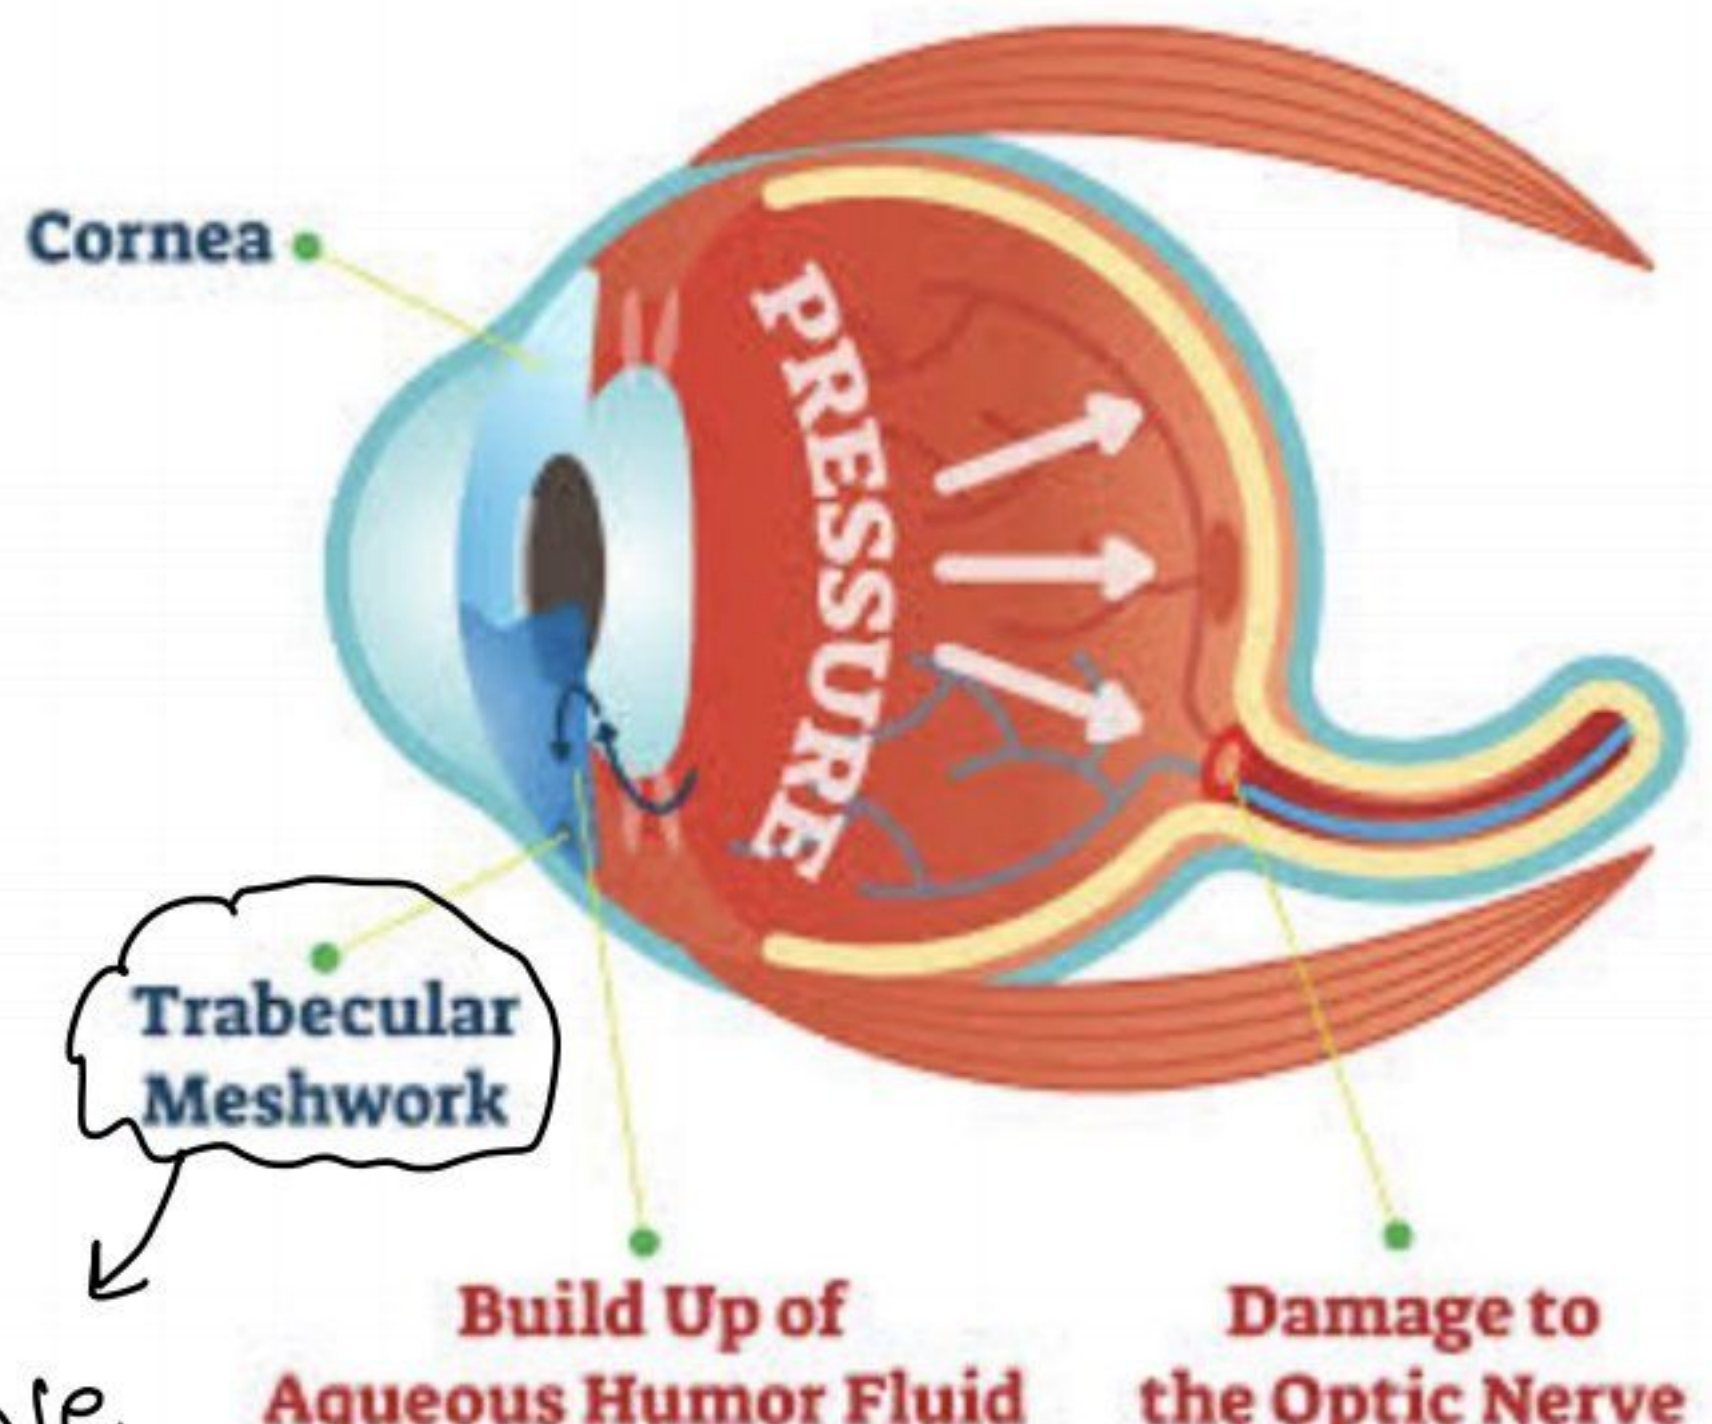 Cornea
PRESSURE
Trabecular
Meshwork
Build Up of
Aqueous Humor Fluid
Damage to
the Optic Nerve